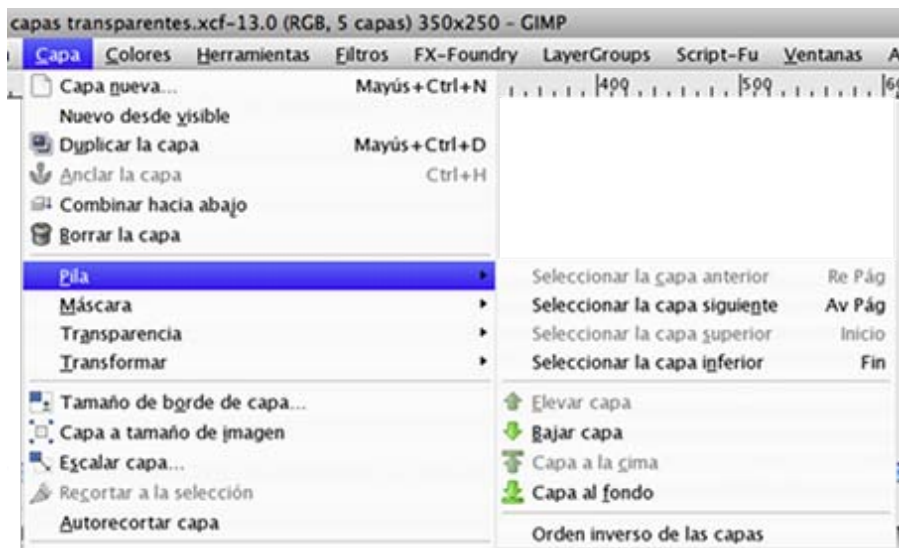 capas transparentes.xcf-13.0 (RGB, 5 capas) 350x250 – GIMP
Capa Colores Herramientas Filtros FX-Foundry LayerGroups Script-Fu Ventanas A
Capa nueva... Mayús+Ctrl+N
400 500
Nuevo desde visible
Duplicar la capa Mayús+Ctrl+D
Anclar la capa Ctrl+H
Combinar hacia abajo
Borrar la capa
Pila
Máscara
Transparencia
Transformar
Tamaño de borde de capa...
Capa a tamaño de imagen
Escalar capa...
Recortar a la selección
Autorecortar capa
Seleccionar la capa anterior Re Pág
Seleccionar la capa siguiente Av Pág
Seleccionar la capa superior Inicio
Seleccionar la capa inferior Fin
Elevar capa
Bajar capa
Capa a la cima
Capa al fondo
Orden inverso de las capas